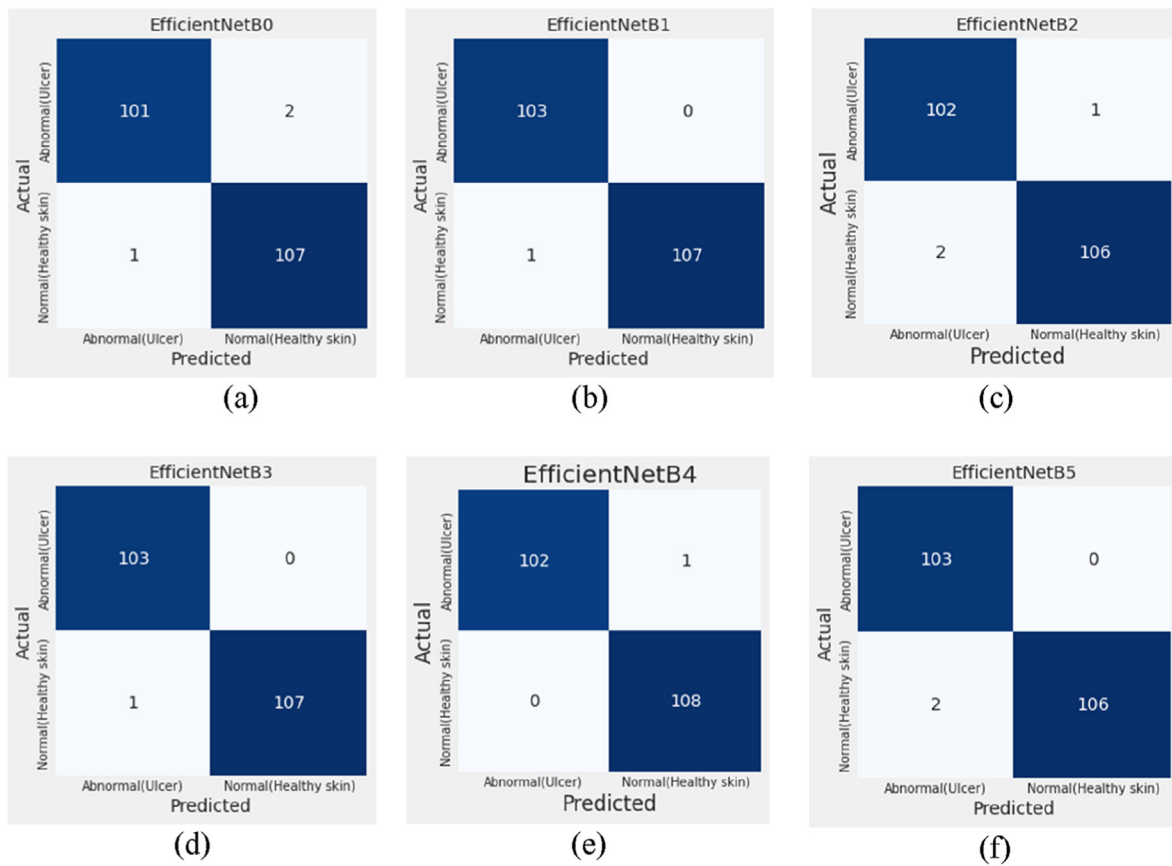 EfficientNetB0
Actual
Abnormal(Ulcer)
101 2
Normal(Healthy skin)
1 107
Abnormal(Ulcer) Normal(Healthy skin)
Predicted
(a)
EfficientNetB1
Actual
Abnormal(Ulcer)
103 0
Normal(Healthy skin)
1 107
Abnormal(Ulcer) Normal(Healthy skin)
Predicted
(b)
EfficientNetB2
Actual
Abnormal(Ulcer)
102 1
Normal(Healthy skin)
2 106
Abnormal(Ulcer) Normal(Healthy skin)
Predicted
(c)
EfficientNetB3
Actual
Abnormal(Ulcer)
103 0
Normal(Healthy skin)
1 107
Abnormal(Ulcer) Normal(Healthy skin)
Predicted
(d)
EfficientNetB4
Actual
Abnormal(Ulcer)
102 1
Normal(Healthy skin)
0 108
Abnormal(Ulcer) Normal(Healthy skin)
Predicted
(e)
EfficientNetB5
Actual
Abnormal(Ulcer)
103 0
Normal(Healthy skin)
2 106
Abnormal(Ulcer) Normal(Healthy skin)
Predicted
(f)